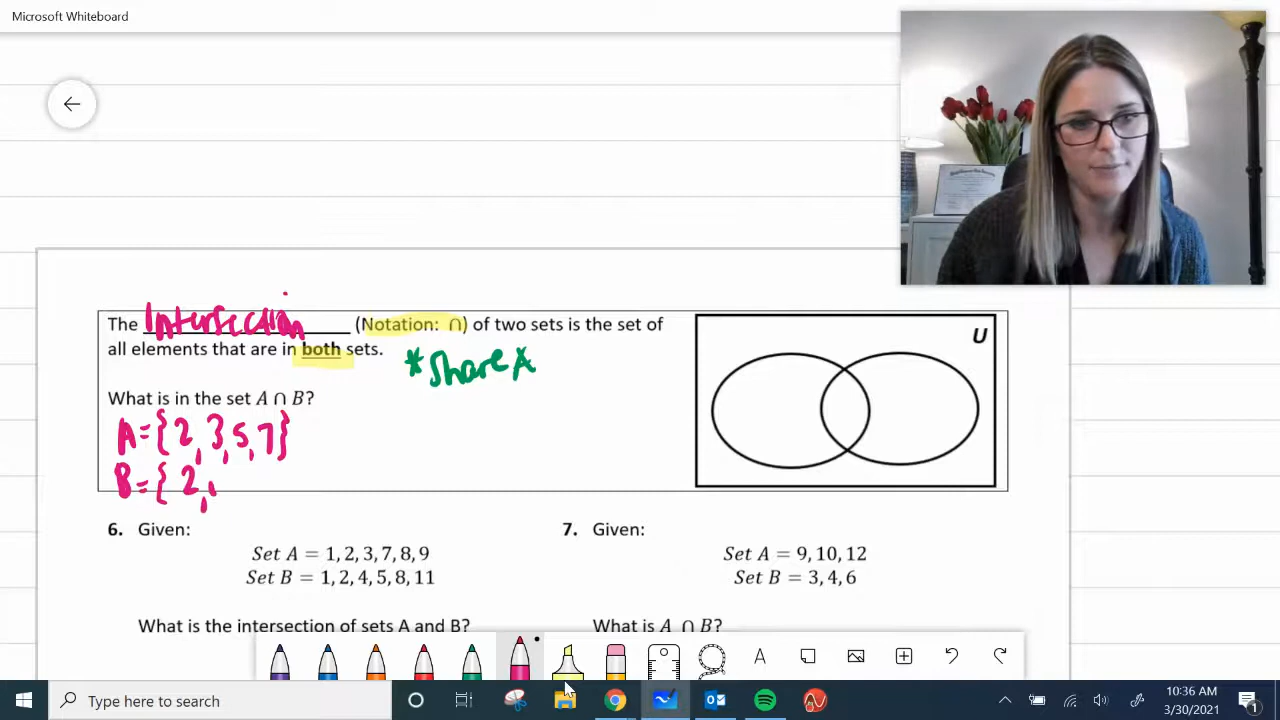 Microsoft Whiteboard
The Intersection (Notation: ∩) of two sets is the set of
all elements that are in both sets.
*Share*
U
What is in the set A ∩ B?
A={2,3,5,7}
B={2,
6. Given:
Set A = 1, 2, 3, 7, 8, 9
Set B = 1, 2, 4, 5, 8, 11
What is the intersection of sets A and B?
7. Given:
Set A = 9, 10, 12
Set B = 3, 4, 6
What is A ∩ B?
A
Type here to search
10:36 AM
3/30/2021
1